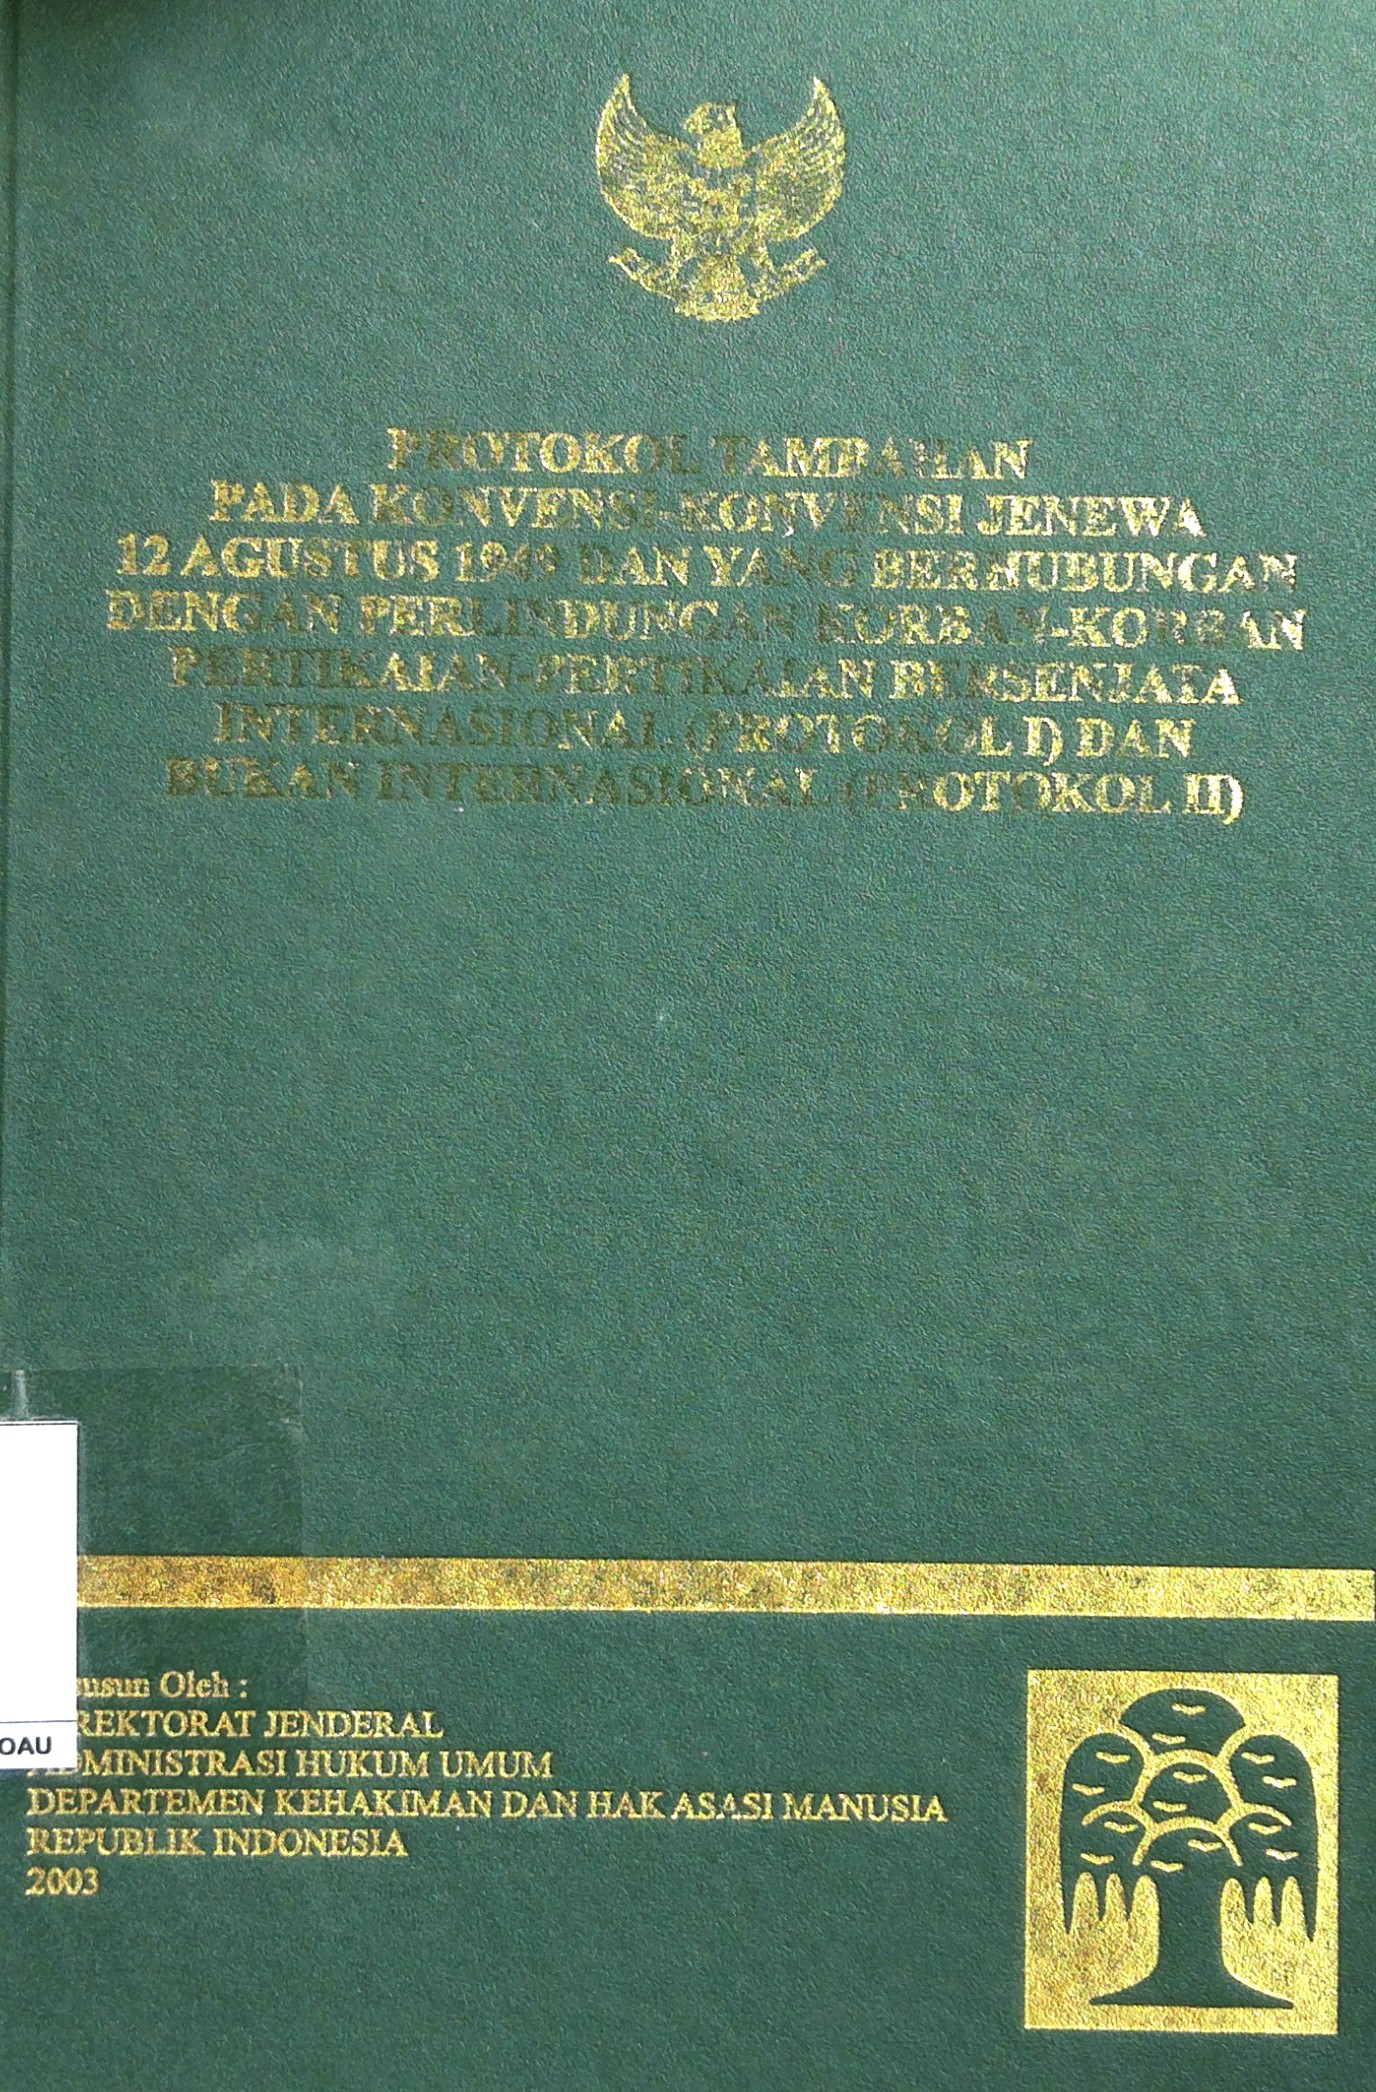 PROTOKOL TAMBAHAN
PADA KONVENSI-KONVENSI JENEWA
12 AGUSTUS 1949 DAN YANG BERHUBUNGAN
DENGAN PERLINDUNGAN KORBAN-KORBAN
PERTIKAIAN-PERTIKAIAN BERSENJATA
INTERNASIONAL (PROTOKOL I) DAN
BUKAN INTERNASIONAL (PROTOKOL II)
Oleh :
JENDERAL
OAU
ADMINISTRASI HUKUM UMUM
DEPARTEMEN KEHAKIMAN DAN HAK ASASI MANUSIA
REPUBLIK INDONESIA
2003